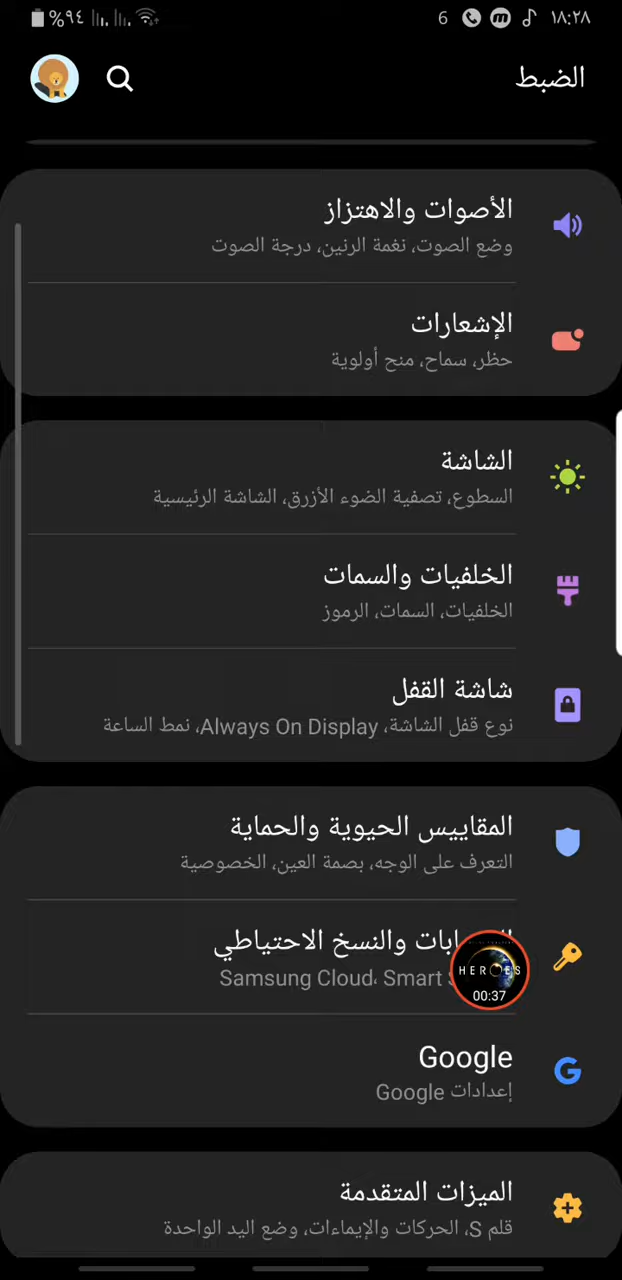 ١٨:٢٨ 6 %٩٤
الضبط
الأصوات والاهتزاز
وضع الصوت، نغمة الرنين، درجة الصوت
الإشعارات
حظر، سماح، منح أولوية
الشاشة
السطوع، تصفية الضوء الأزرق، الشاشة الرئيسية
الخلفيات والسمات
الخلفيات، السمات، الرموز
شاشة القفل
نوع قفل الشاشة، Always On Display، نمط الساعة
المقاييس الحيوية والحماية
التعرف على الوجه، بصمة العين، الخصوصية
والنسخ الاحتياطي
Samsung Cloud، Smart
HEROES
00:37
Google
إعدادات Google
الميزات المتقدمة
قلم S، الحركات والإيماءات، وضع اليد الواحدة